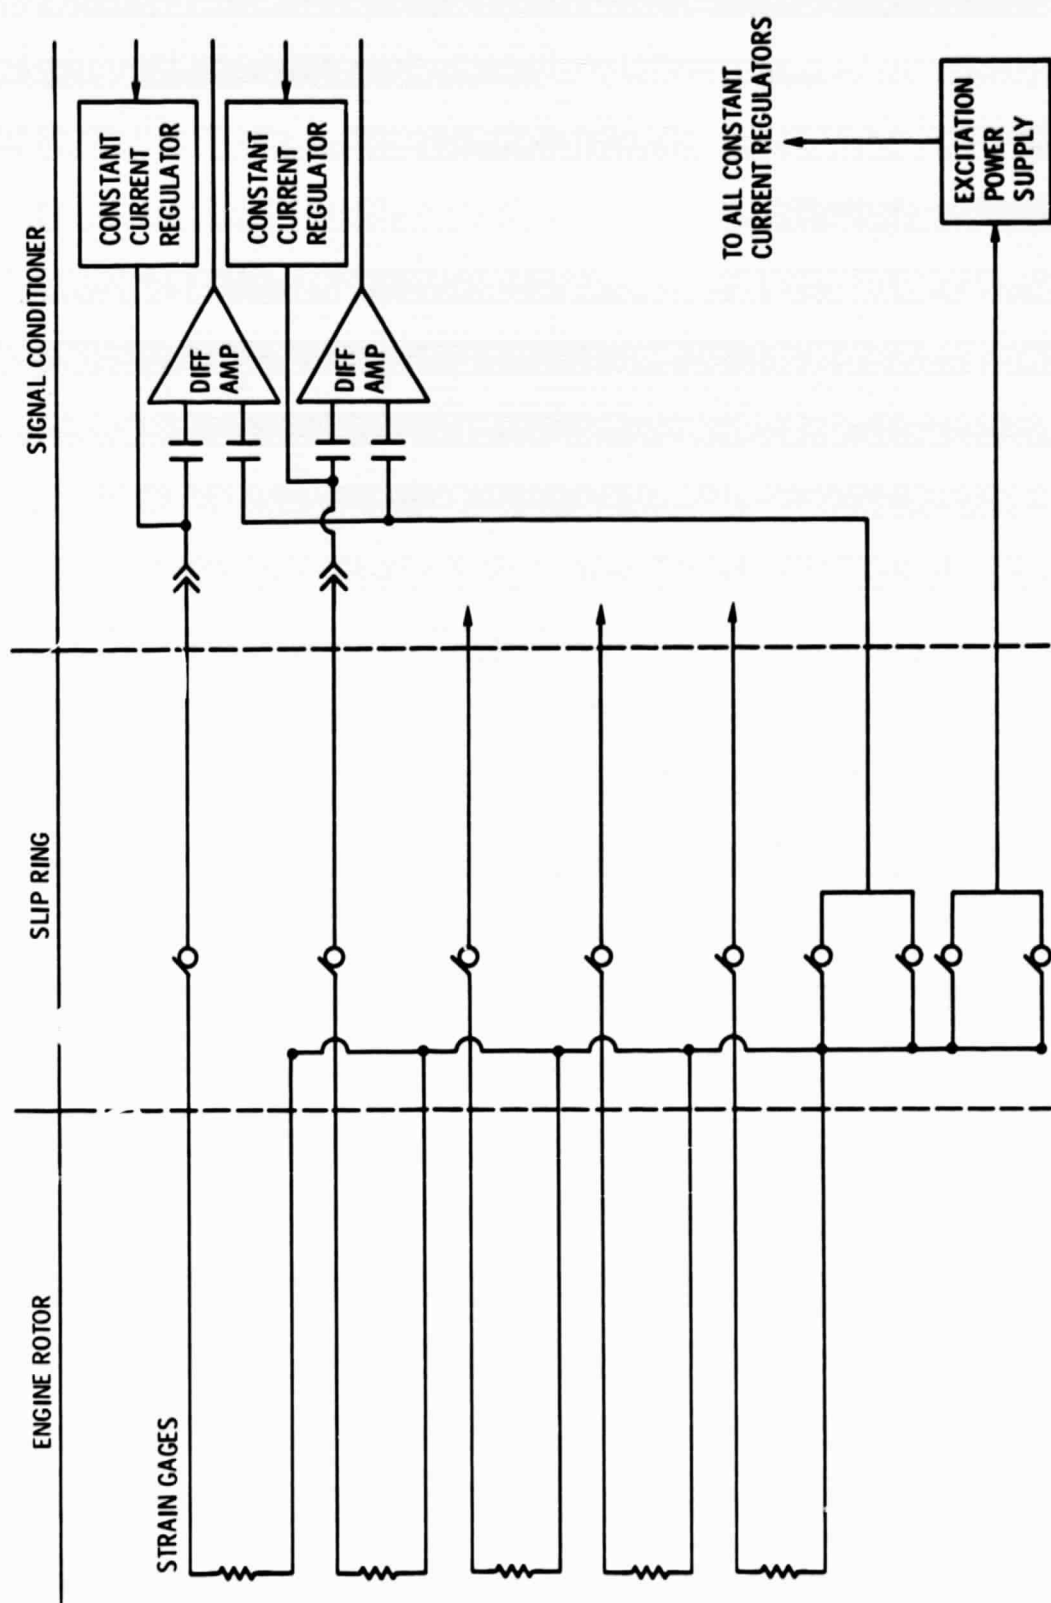 ENGINE ROTOR
SLIP RING
SIGNAL CONDITIONER
STRAIN GAGES
CONSTANT
CURRENT
REGULATOR
DIFF
AMP
CONSTANT
CURRENT
REGULATOR
DIFF
AMP
TO ALL CONSTANT
CURRENT REGULATORS
EXCITATION
POWER
SUPPLY